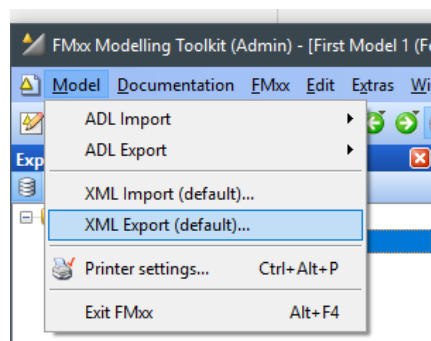 FMxx Modelling Toolkit (Admin) - [First Model 1 (F
Model Documentation FMxx Edit Extras Wi
ADL Import
ADL Export
Exp
XML Import (default)...
XML Export (default)...
Printer settings... Ctrl+Alt+P
Exit FMxx Alt+F4